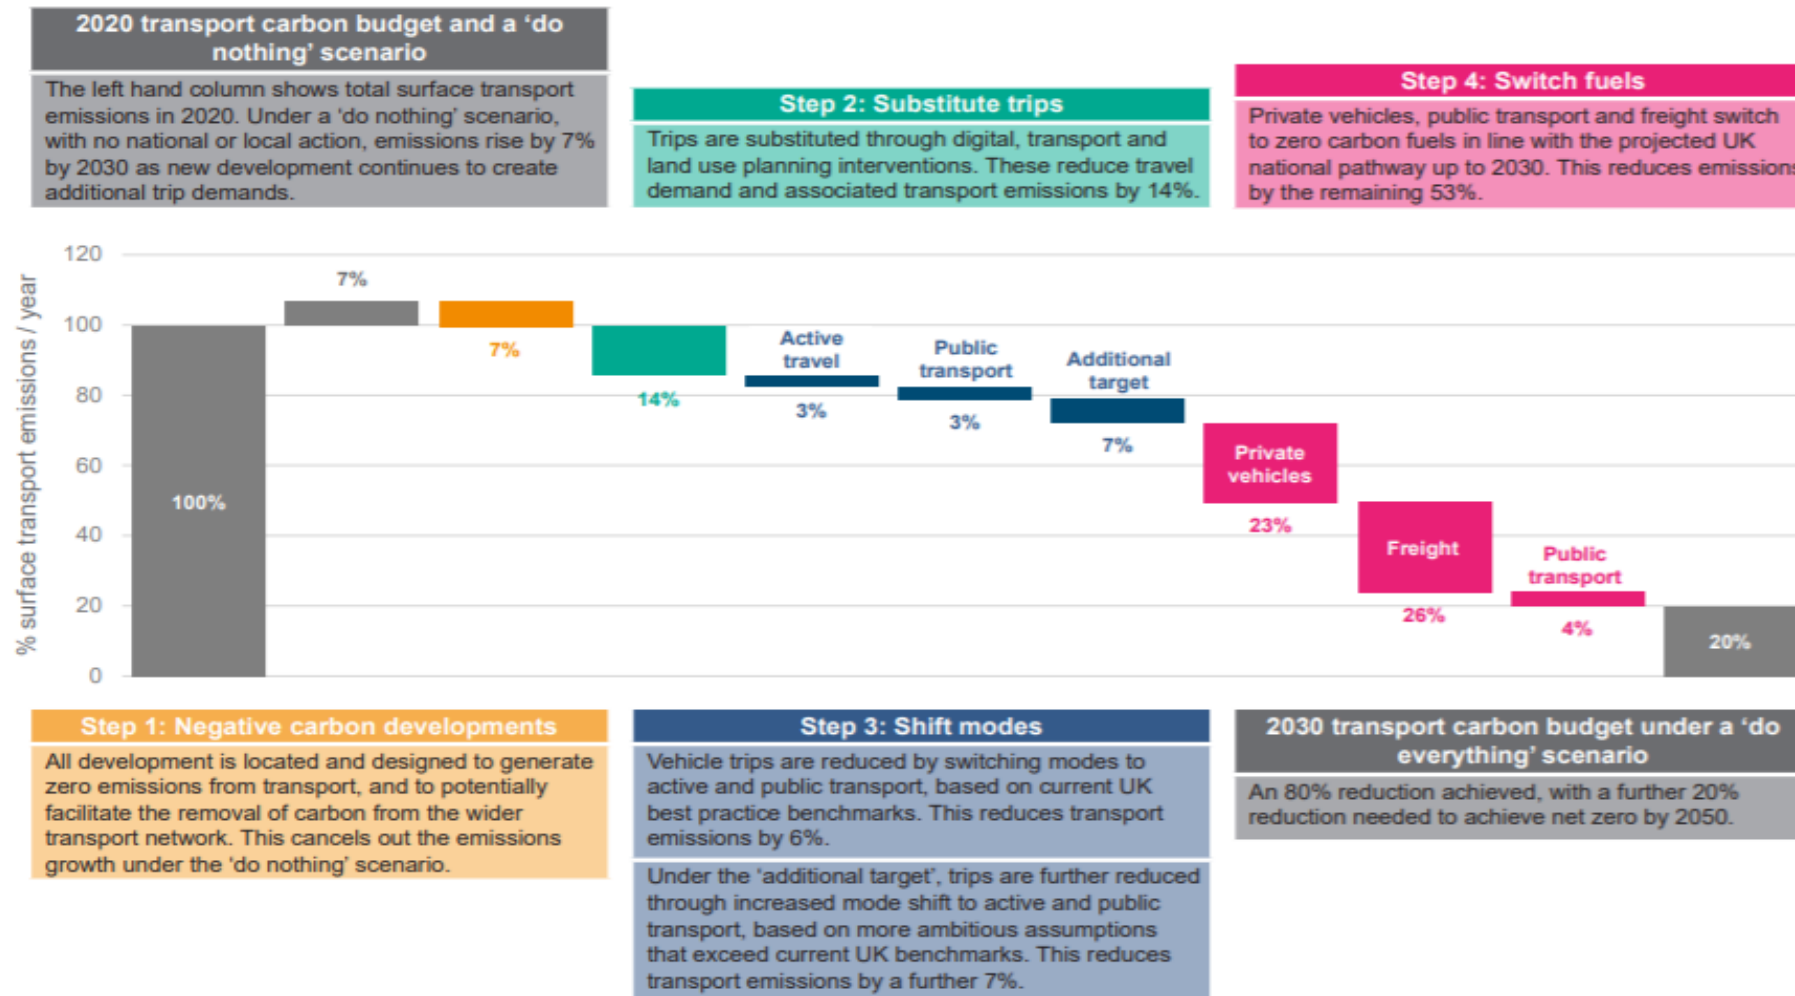 2020 transport carbon budget and a ‘do
nothing’ scenario
The left hand column shows total surface transport
emissions in 2020. Under a ‘do nothing’ scenario,
with no national or local action, emissions rise by 7%
by 2030 as new development continues to create
additional trip demands.
Step 2: Substitute trips
Trips are substituted through digital, transport and
land use planning interventions. These reduce travel
demand and associated transport emissions by 14%.
Step 4: Switch fuels
Private vehicles, public transport and freight switch
to zero carbon fuels in line with the projected UK
national pathway up to 2030. This reduces emissions
by the remaining 53%.
% surface transport emissions / year
120
100
80
60
40
20
0
100%
7%
7%
14%
Active
travel
3%
Public
transport
3%
Additional
target
7%
Private
vehicles
23%
Freight
26%
Public
transport
4%
20%
Step 1: Negative carbon developments
All development is located and designed to generate
zero emissions from transport, and to potentially
facilitate the removal of carbon from the wider
transport network. This cancels out the emissions
growth under the ‘do nothing’ scenario.
Step 3: Shift modes
Vehicle trips are reduced by switching modes to
active and public transport, based on current UK
best practice benchmarks. This reduces transport
emissions by 6%.
Under the ‘additional target’, trips are further reduced
through increased mode shift to active and public
transport, based on more ambitious assumptions
that exceed current UK benchmarks. This reduces
transport emissions by a further 7%.
2030 transport carbon budget under a ‘do
everything’ scenario
An 80% reduction achieved, with a further 20%
reduction needed to achieve net zero by 2050.